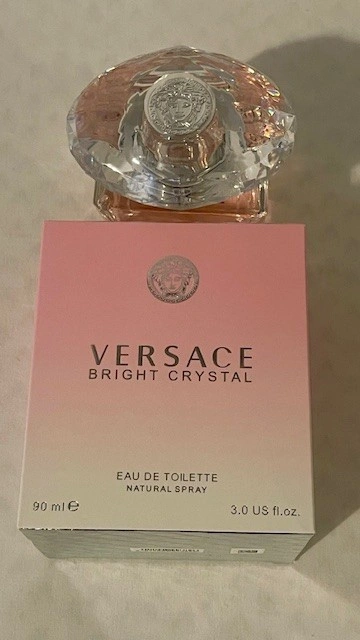 VERSACE
BRIGHT CRYSTAL
EAU DE TOILETTE
NATURAL SPRAY
90 ml ℮ 3.0 US fl.oz.